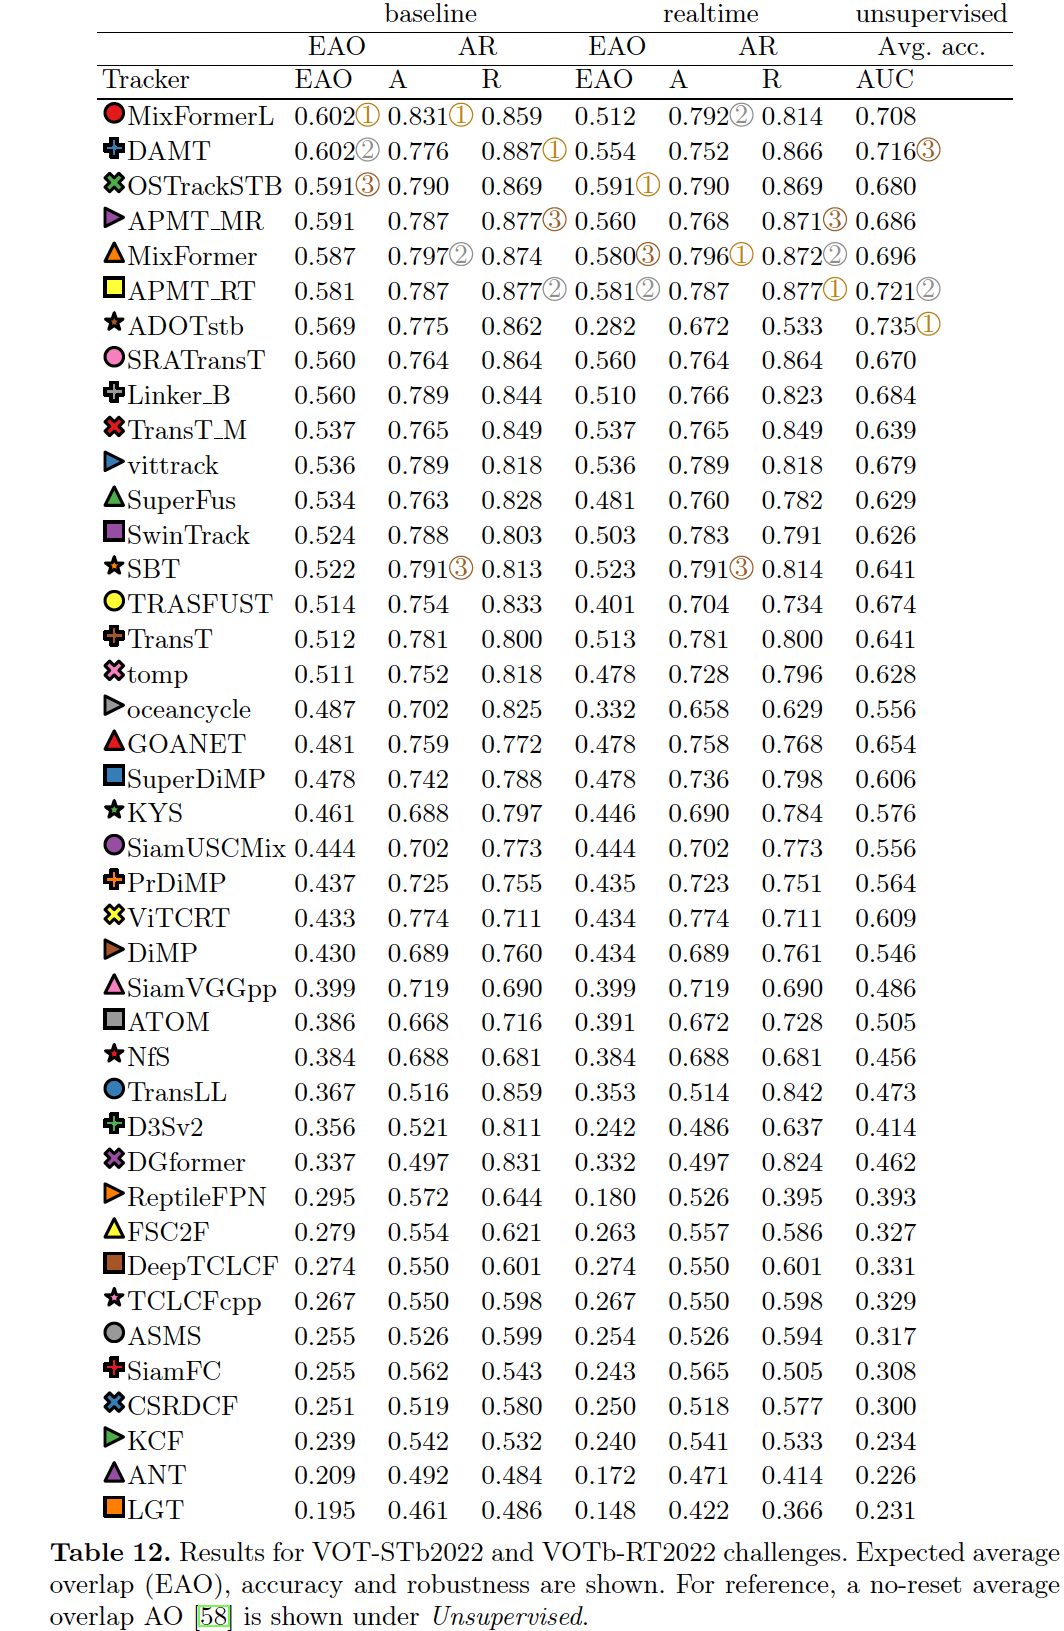 baseline realtime unsupervised
EAO AR EAO AR Avg. acc.
Tracker EAO A R EAO A R AUC
MixFormerL 0.602① 0.831① 0.859 0.512 0.792② 0.814 0.708
DAMT 0.602② 0.776 0.887① 0.554 0.752 0.866 0.716③
OSTrackSTB 0.591③ 0.790 0.869 0.591① 0.790 0.869 0.680
APMT_MR 0.591 0.787 0.877③ 0.560 0.768 0.871③ 0.686
MixFormer 0.587 0.797② 0.874 0.580③ 0.796① 0.872② 0.696
APMT_RT 0.581 0.787 0.877② 0.581② 0.787 0.877① 0.721②
ADOTstb 0.569 0.775 0.862 0.282 0.672 0.533 0.735①
SRATransT 0.560 0.764 0.864 0.560 0.764 0.864 0.670
Linker_B 0.560 0.789 0.844 0.510 0.766 0.823 0.684
TransT_M 0.537 0.765 0.849 0.537 0.765 0.849 0.639
vittrack 0.536 0.789 0.818 0.536 0.789 0.818 0.679
SuperFus 0.534 0.763 0.828 0.481 0.760 0.782 0.629
SwinTrack 0.524 0.788 0.803 0.503 0.783 0.791 0.626
SBT 0.522 0.791③ 0.813 0.523 0.791③ 0.814 0.641
TRASFUST 0.514 0.754 0.833 0.401 0.704 0.734 0.674
TransT 0.512 0.781 0.800 0.513 0.781 0.800 0.641
tomp 0.511 0.752 0.818 0.478 0.728 0.796 0.628
oceancycle 0.487 0.702 0.825 0.332 0.658 0.629 0.556
GOANET 0.481 0.759 0.772 0.478 0.758 0.768 0.654
SuperDiMP 0.478 0.742 0.788 0.478 0.736 0.798 0.606
KYS 0.461 0.688 0.797 0.446 0.690 0.784 0.576
SiamUSCMix 0.444 0.702 0.773 0.444 0.702 0.773 0.556
PrDiMP 0.437 0.725 0.755 0.435 0.723 0.751 0.564
ViTCRT 0.433 0.774 0.711 0.434 0.774 0.711 0.609
DiMP 0.430 0.689 0.760 0.434 0.689 0.761 0.546
SiamVGGpp 0.399 0.719 0.690 0.399 0.719 0.690 0.486
ATOM 0.386 0.668 0.716 0.391 0.672 0.728 0.505
NfS 0.384 0.688 0.681 0.384 0.688 0.681 0.456
TransLL 0.367 0.516 0.859 0.353 0.514 0.842 0.473
D3Sv2 0.356 0.521 0.811 0.242 0.486 0.637 0.414
DGformer 0.337 0.497 0.831 0.332 0.497 0.824 0.462
ReptileFPN 0.295 0.572 0.644 0.180 0.526 0.395 0.393
FSC2F 0.279 0.554 0.621 0.263 0.557 0.586 0.327
DeepTCLCF 0.274 0.550 0.601 0.274 0.550 0.601 0.331
TCLCFcpp 0.267 0.550 0.598 0.267 0.550 0.598 0.329
ASMS 0.255 0.526 0.599 0.254 0.526 0.594 0.317
SiamFC 0.255 0.562 0.543 0.243 0.565 0.505 0.308
CSRDCF 0.251 0.519 0.580 0.250 0.518 0.577 0.300
KCF 0.239 0.542 0.532 0.240 0.541 0.533 0.234
ANT 0.209 0.492 0.484 0.172 0.471 0.414 0.226
LGT 0.195 0.461 0.486 0.148 0.422 0.366 0.231
Table 12. Results for VOT-STb2022 and VOTb-RT2022 challenges. Expected average
overlap (EAO), accuracy and robustness are shown. For reference, a no-reset average
overlap AO [58] is shown under Unsupervised.